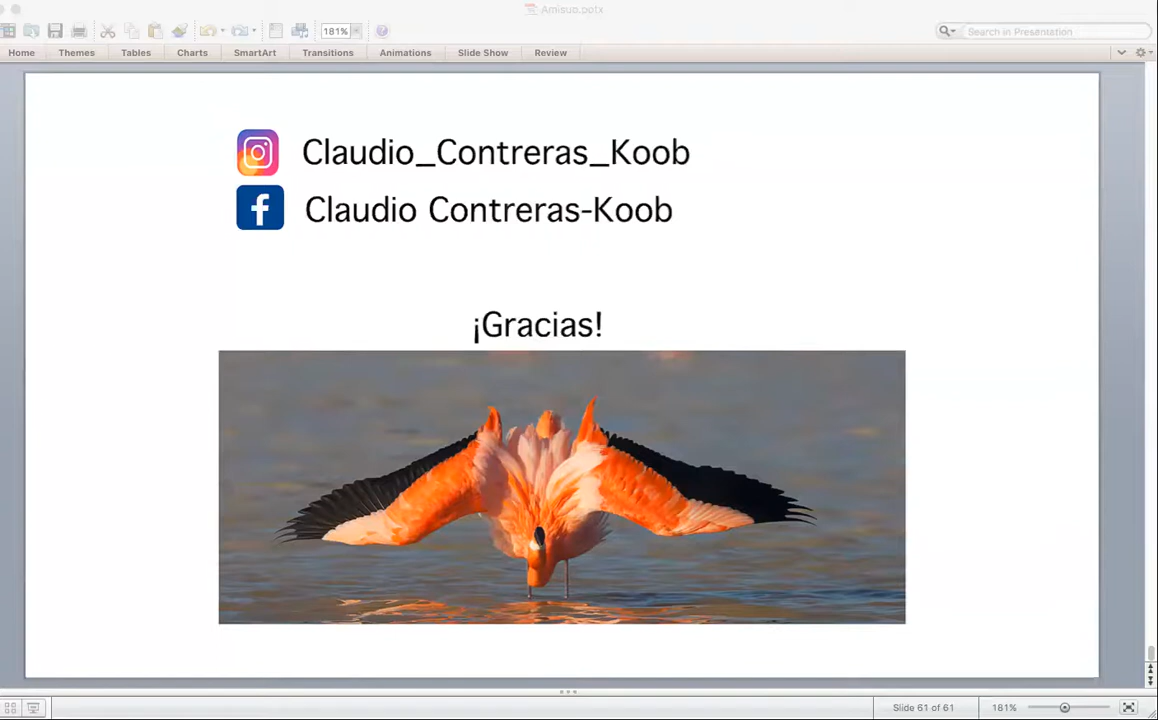 Amisuo.potx
181%
Search in Presentation
Home Themes Tables Charts SmartArt Transitions Animations Slide Show Review
Claudio_Contreras_Koob
Claudio Contreras-Koob
¡Gracias!
Slide 61 of 61 181%